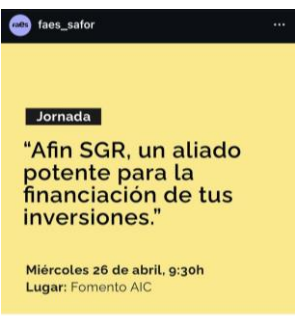 faes_safor
Jornada
“Afin SGR, un aliado
potente para la
financiación de tus
inversiones.”
Miércoles 26 de abril, 9:30h
Lugar: Fomento AIC